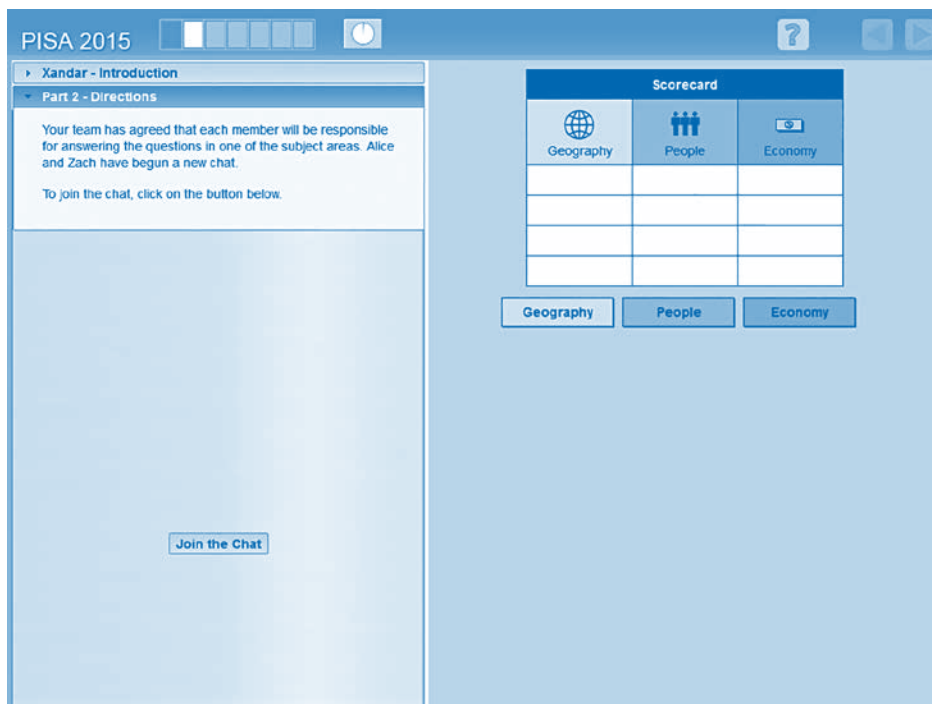 PISA 2015
?
Xandar - Introduction
Part 2 - Directions
Your team has agreed that each member will be responsible
for answering the questions in one of the subject areas. Alice
and Zach have begun a new chat.
To join the chat, click on the button below.
Join the Chat
Scorecard
Geography People Economy
Geography People Economy